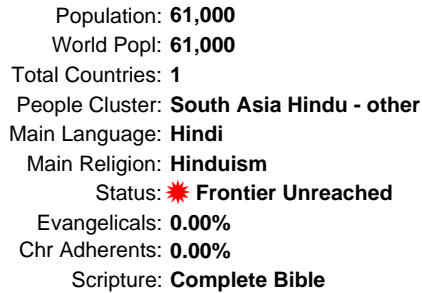 Population: 61,000
World Popl: 61,000
Total Countries: 1
People Cluster: South Asia Hindu - other
Main Language: Hindi
Main Religion: Hinduism
Status: Frontier Unreached
Evangelicals: 0.00%
Chr Adherents: 0.00%
Scripture: Complete Bible